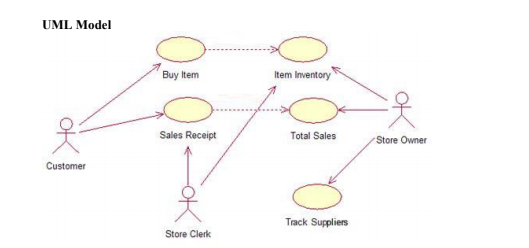 UML Model
Buy Item
Item Inventory
Sales Receipt
Total Sales
Store Owner
Customer
Track Suppliers
Store Clerk